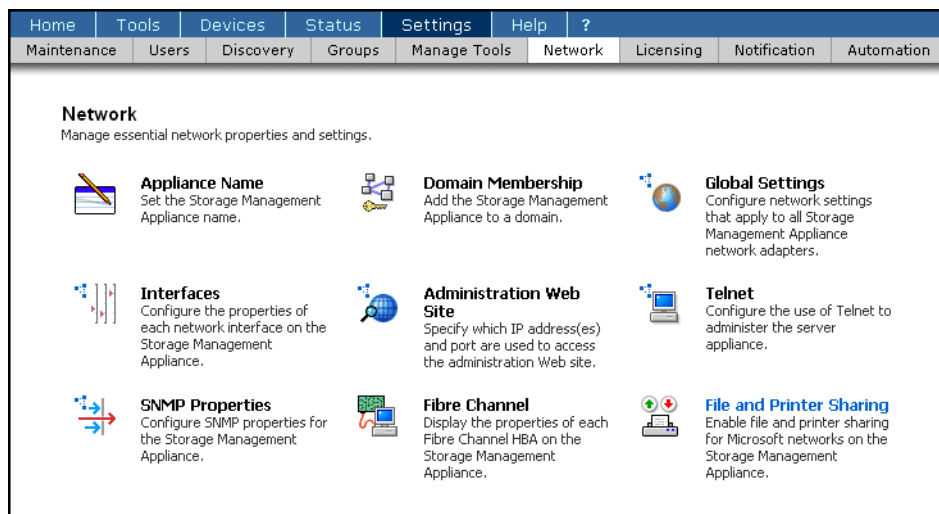 Home Tools Devices Status Settings Help ?
Maintenance Users Discovery Groups Manage Tools Network Licensing Notification Automation
Network
Manage essential network properties and settings.
Appliance Name
Set the Storage Management
Appliance name.
Domain Membership
Add the Storage Management
Appliance to a domain.
Global Settings
Configure network settings
that apply to all Storage
Management Appliance
network adapters.
Interfaces
Configure the properties of
each network interface on the
Storage Management
Appliance.
Administration Web
Site
Specify which IP address(es)
and port are used to access
the administration Web site.
Telnet
Configure the use of Telnet to
administer the server
appliance.
SNMP Properties
Configure SNMP properties for
the Storage Management
Appliance.
Fibre Channel
Display the properties of each
Fibre Channel HBA on the
Storage Management
Appliance.
File and Printer Sharing
Enable file and printer sharing
for Microsoft networks on the
Storage Management
Appliance.